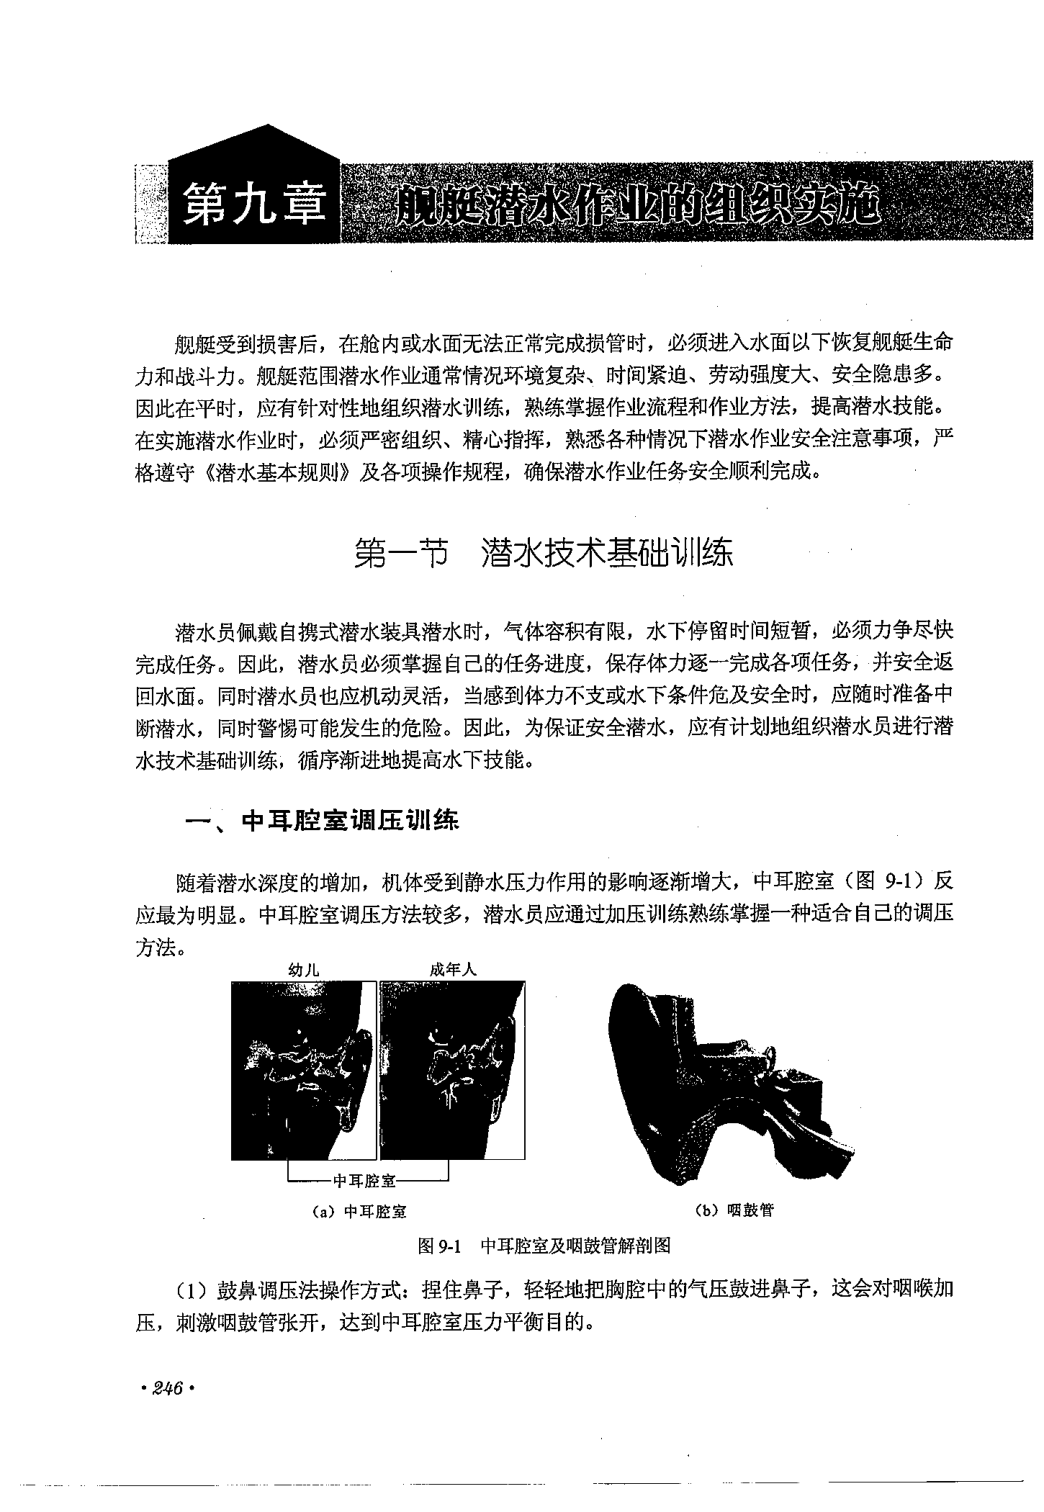 第九章 舰艇潜水作业的组织实施
舰艇受到损害后，在舱内或水面无法正常完成损管时，必须进入水面以下恢复舰艇生命
力和战斗力。舰艇范围潜水作业通常情况环境复杂、时间紧迫、劳动强度大、安全隐患多。
因此在平时，应有针对性地组织潜水训练，熟练掌握作业流程和作业方法，提高潜水技能。
在实施潜水作业时，必须严密组织、精心指挥，熟悉各种情况下潜水作业安全注意事项，严
格遵守《潜水基本规则》及各项操作规程，确保潜水作业任务安全顺利完成。
第一节 潜水技术基础训练
潜水员佩戴自携式潜水装具潜水时，气体容积有限，水下停留时间短暂，必须力争尽快
完成任务。因此，潜水员必须掌握自己的任务进度，保存体力逐一完成各项任务，并安全返
回水面。同时潜水员也应机动灵活，当感到体力不支或水下条件危及安全时，应随时准备中
断潜水，同时警惕可能发生的危险。因此，为保证安全潜水，应有计划地组织潜水员进行潜
水技术基础训练，循序渐进地提高水下技能。
一、中耳腔室调压训练
随着潜水深度的增加，机体受到静水压力作用的影响逐渐增大，中耳腔室（图 9-1）反
应最为明显。中耳腔室调压方法较多，潜水员应通过加压训练熟练掌握一种适合自己的调压
方法。
幼儿 成年人
中耳腔室
（a）中耳腔室 （b）咽鼓管
图 9-1 中耳腔室及咽鼓管解剖图
（1）鼓鼻调压法操作方式：捏住鼻子，轻轻地把胸腔中的气压鼓进鼻子，这会对咽喉加
压，刺激咽鼓管张开，达到中耳腔室压力平衡目的。
·246·